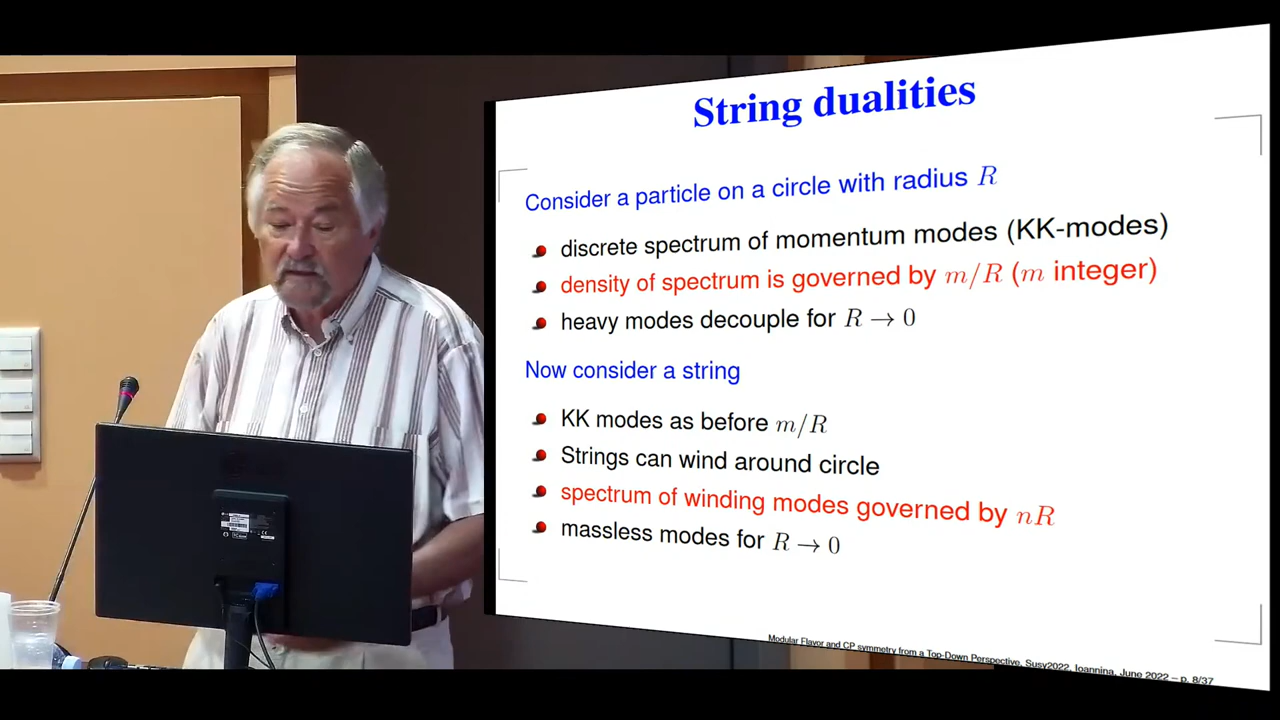 String dualities
Consider a particle on a circle with radius R
discrete spectrum of momentum modes (KK-modes)
density of spectrum is governed by m/R (m integer)
heavy modes decouple for R → 0
Now consider a string
KK modes as before m/R
Strings can wind around circle
spectrum of winding modes governed by nR
massless modes for R → 0
Modular Flavor and CP symmetry from a Top-Down Perspective, Susy2022, Ioannina, June 2022 – p. 8/37